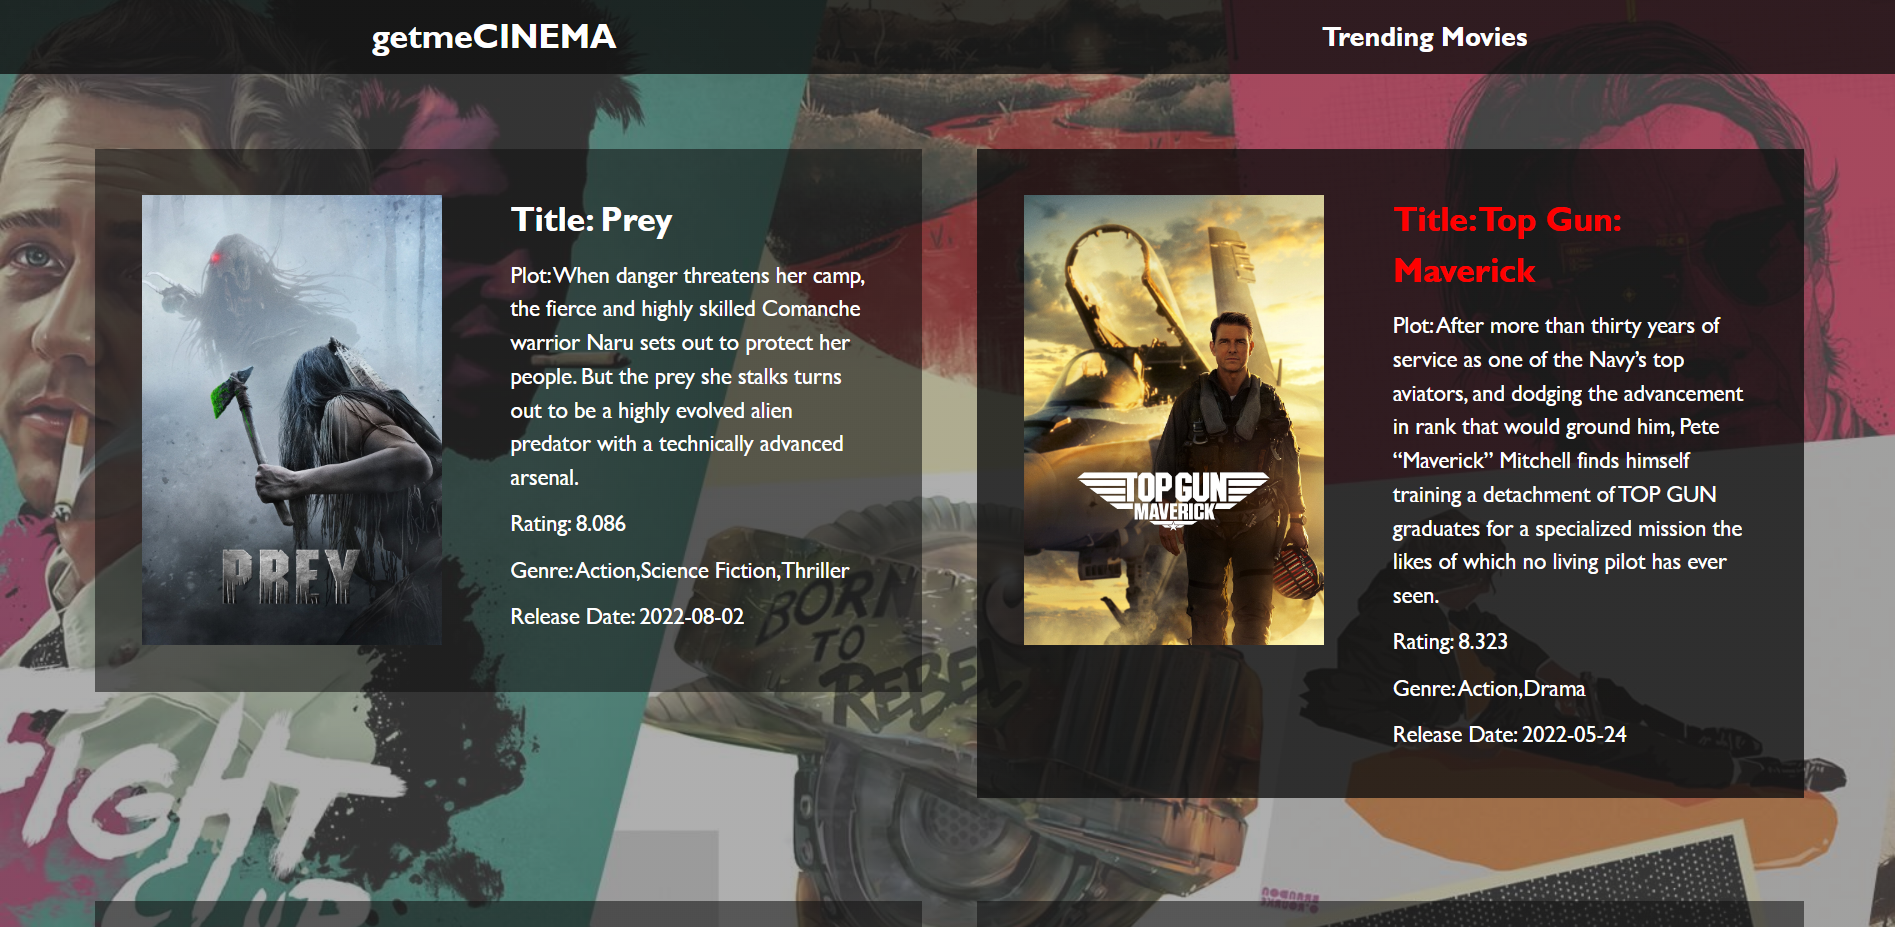 getmeCINEMA
Trending Movies
Title: Prey
Plot: When danger threatens her camp,
the fierce and highly skilled Comanche
warrior Naru sets out to protect her
people. But the prey she stalks turns
out to be a highly evolved alien
predator with a technically advanced
arsenal.
Rating: 8.086
Genre: Action,Science Fiction,Thriller
Release Date: 2022-08-02
PREY
Title: Top Gun:
Maverick
Plot: After more than thirty years of
service as one of the Navy’s top
aviators, and dodging the advancement
in rank that would ground him, Pete
“Maverick” Mitchell finds himself
training a detachment of TOP GUN
graduates for a specialized mission the
likes of which no living pilot has ever
seen.
Rating: 8.323
Genre: Action,Drama
Release Date: 2022-05-24
TOP GUN
MAVERICK
BORN
TO
REBEL
FIGHT
CLUB